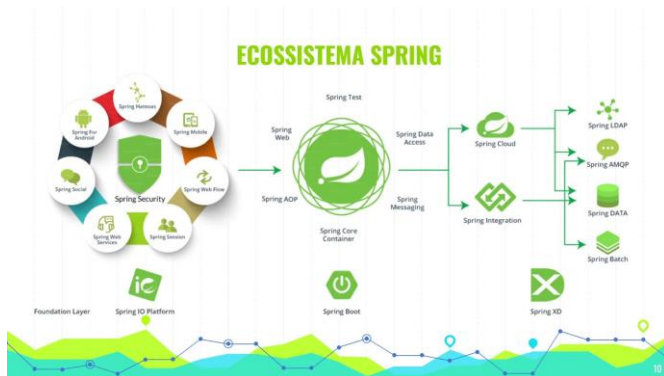 ECOSSISTEMA SPRING
Spring Hateoas
Spring For
Android
Spring Mobile
Spring Social
Spring Security
Spring Web Flow
Spring Web
Services
Spring Session
Spring Test
Spring
Web
Spring Data
Access
Spring AOP
Spring
Messaging
Spring Core
Container
Spring Cloud
Spring Integration
Spring LDAP
Spring AMQP
Spring DATA
Spring Batch
Foundation Layer
Spring IO Platform
Spring Boot
Spring XD
10